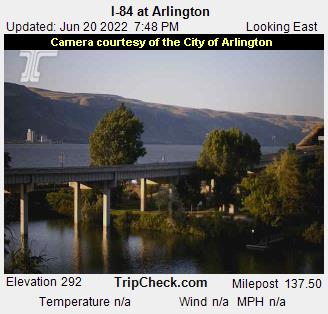 I-84 at Arlington
Updated: Jun 20 2022 7:48 PM Looking East
Camera courtesy of the City of Arlington
Elevation 292 TripCheck.com Milepost 137.50
Temperature n/a Wind n/a MPH n/a